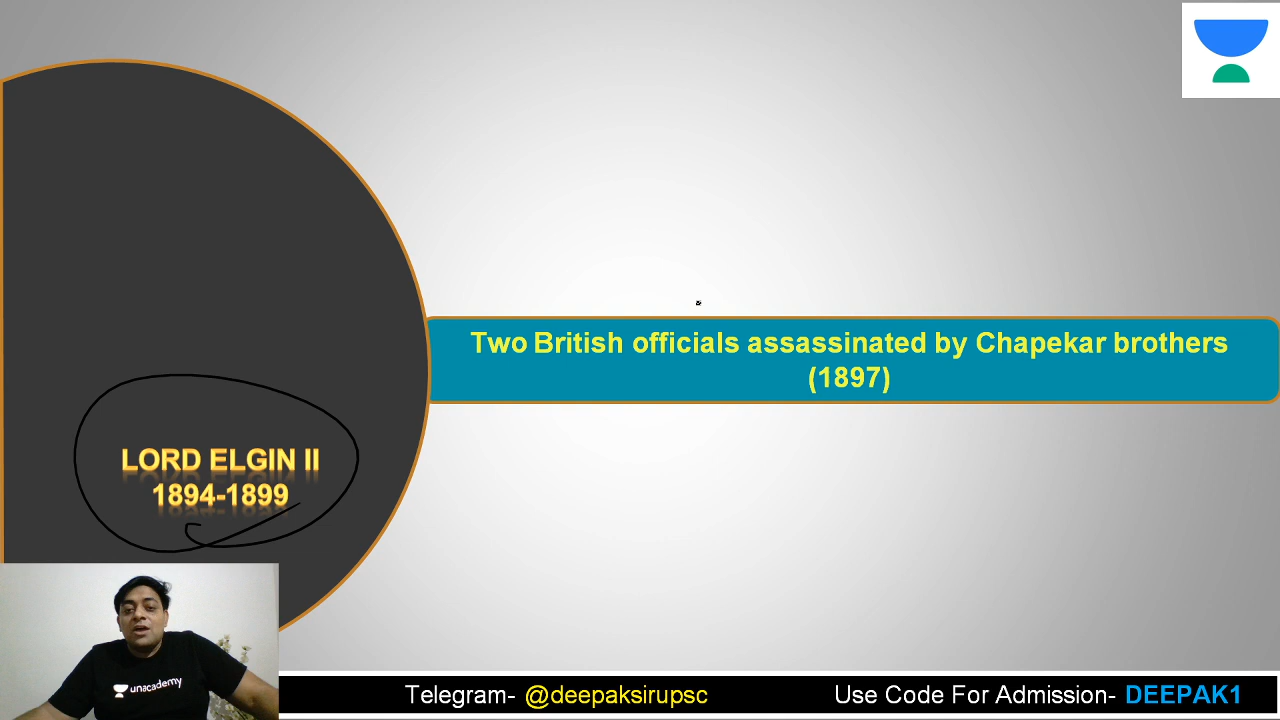 Two British officials assassinated by Chapekar brothers
(1897)
LORD ELGIN II
1894-1899
unacademy
Telegram- @deepaksirupsc
Use Code For Admission- DEEPAK1